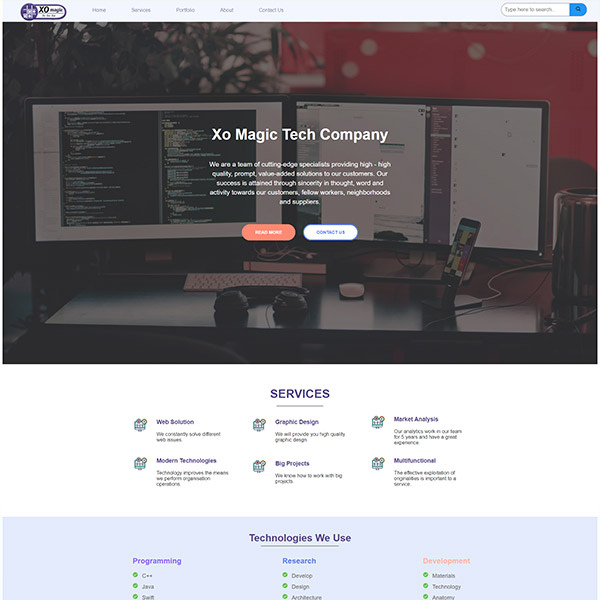 XO magic
Home Services Portfolio About Contact Us
Type here to search...
Xo Magic Tech Company
We are a team of cutting-edge specialists providing high - high
quality, prompt, value-added solutions to our customers. Our
success is attained through sincerity in thought, word and
activity towards our customers, fellow workers, neighborhoods
and suppliers.
READ MORE CONTACT US
SERVICES
Web Solution
We constantly solve different
web issues
Graphic Design
We will provide you high quality
graphic design
Market Analysis
Our analytics work in our team
for 5 years and have a great
experience
Modern Technologies
Technology improves the means
we perform organisation
operations
Big Projects
We know how to work with big
projects
Multifunctional
The effective exploitation of
originalities is important to a
service
Technologies We Use
Programming
C++
Java
Swift
Research
Develop
Design
Architecture
Development
Materials
Technology
Anatomy